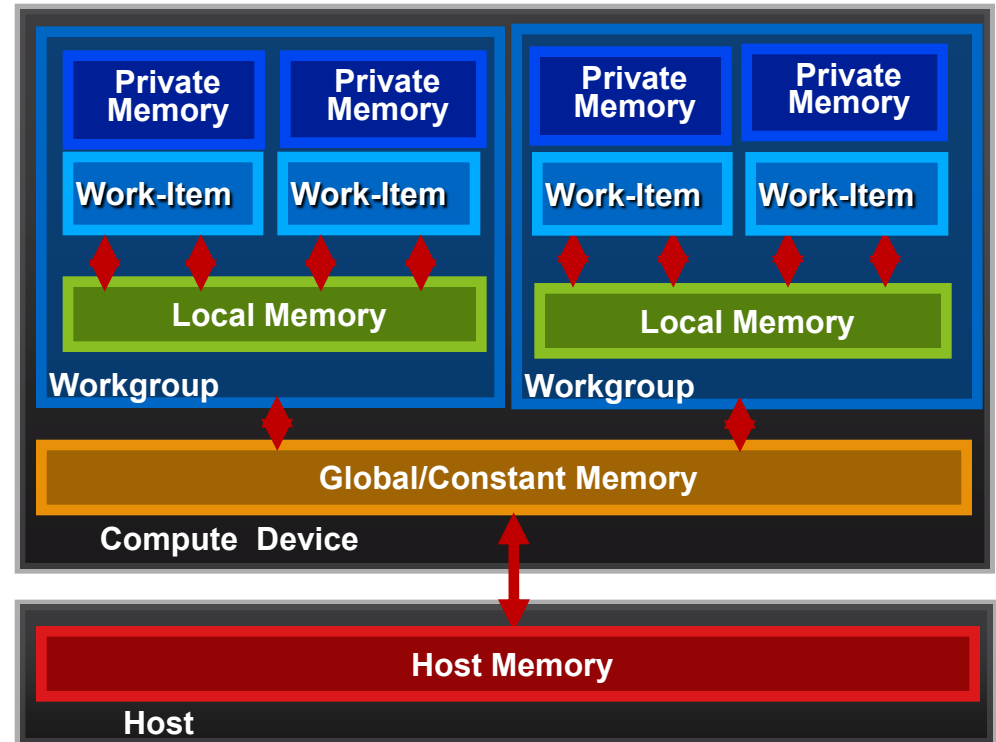 Private
Memory
Private
Memory
Private
Memory
Private
Memory
Work-Item
Work-Item
Work-Item
Work-Item
Local Memory
Local Memory
Workgroup
Workgroup
Global/Constant Memory
Compute Device
Host Memory
Host